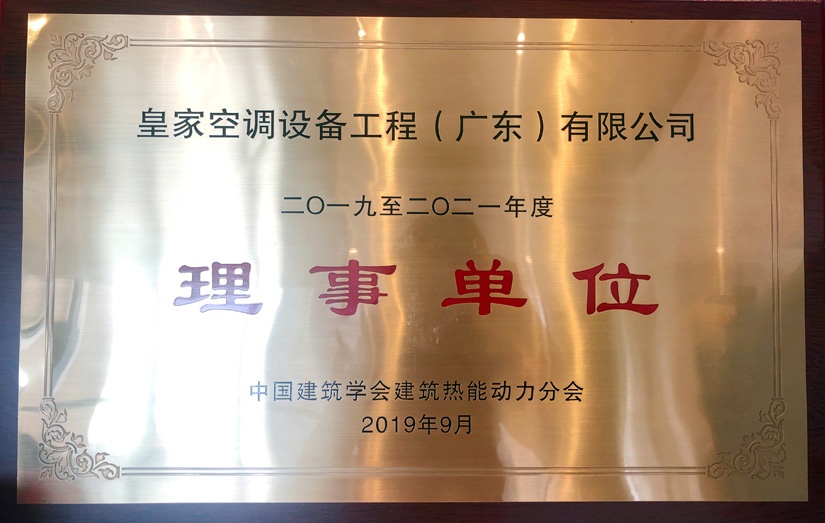 皇家空调设备工程（广东）有限公司
二〇一九至二〇二一年度
理事单位
中国建筑学会建筑热能动力分会
2019年9月